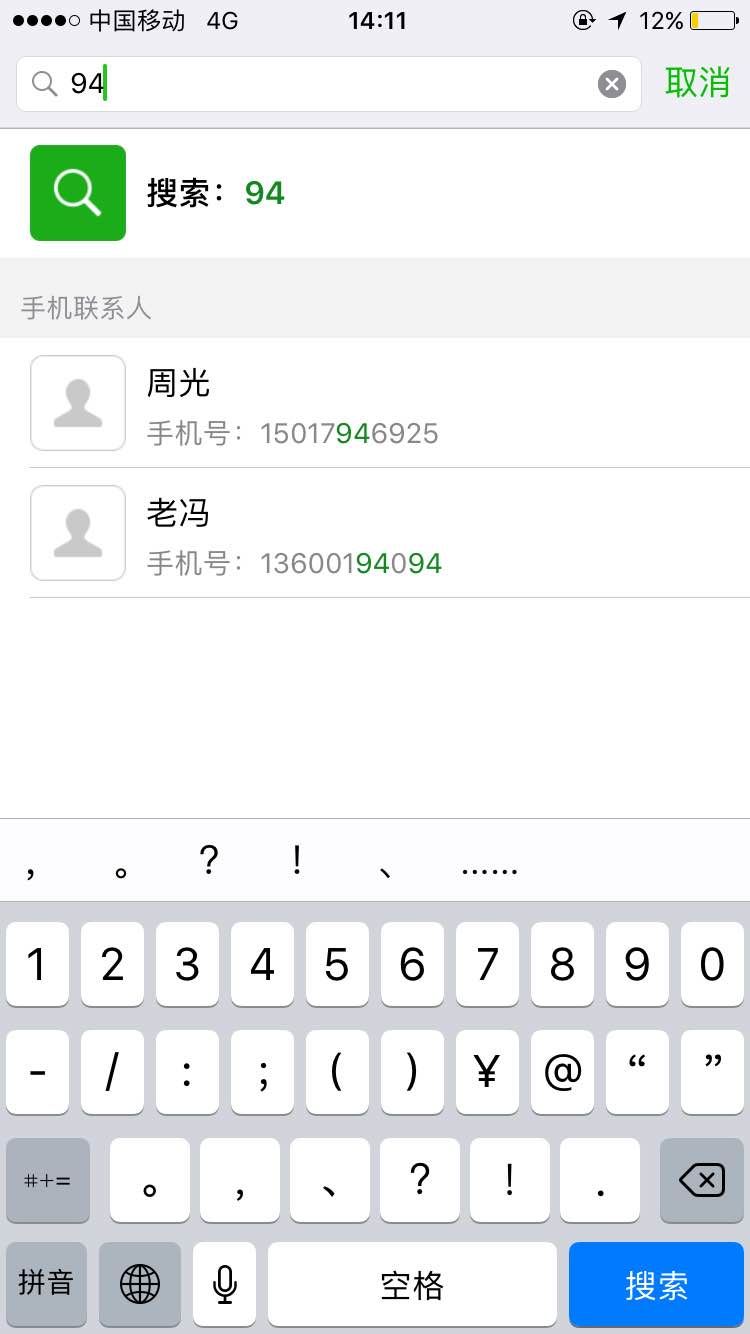 中国移动 4G 14:11 12%
94 取消
搜索：94
手机联系人
周光
手机号：15017946925
老冯
手机号：13600194094
， 。 ？ ！ 、 ……
1 2 3 4 5 6 7 8 9 0
- / : ; ( ) ¥ @ “ ”
#+= 。 , 、 ? ! .
拼音 空格 搜索